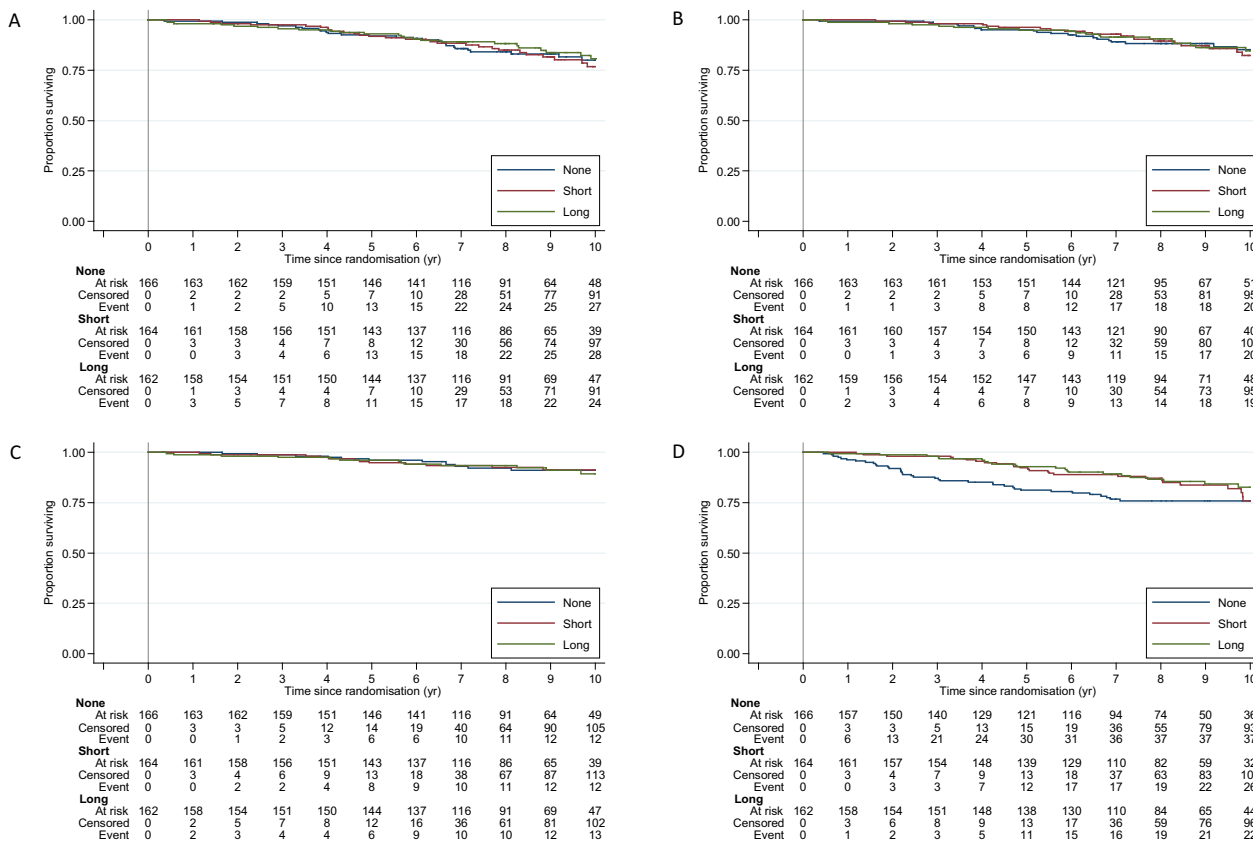 A
Proportion surviving
1.00
0.75
0.50
0.25
0.00
None
Short
Long
0 1 2 3 4 5 6 7 8 9 10
Time since randomisation (yr)
None
At risk 166 163 162 159 151 146 141 116 91 64 48
Censored 0 2 2 2 5 7 10 28 51 77 91
Event 0 1 2 5 10 13 15 22 24 25 27
Short
At risk 164 161 158 156 151 143 137 116 86 65 39
Censored 0 3 3 4 7 8 12 30 56 74 97
Event 0 0 3 4 6 13 15 18 22 25 28
Long
At risk 162 158 154 151 150 144 137 116 91 69 47
Censored 0 1 3 4 4 7 10 29 53 71 91
Event 0 3 5 7 8 11 15 17 18 22 24
B
Proportion surviving
1.00
0.75
0.50
0.25
0.00
None
Short
Long
0 1 2 3 4 5 6 7 8 9 10
Time since randomisation (yr)
None
At risk 166 163 163 161 153 151 144 121 95 67 51
Censored 0 2 2 2 5 7 10 28 53 81 95
Event 0 1 1 3 8 8 12 17 18 18 20
Short
At risk 164 161 160 157 154 150 143 121 90 67 40
Censored 0 3 3 4 7 8 12 32 59 80 10
Event 0 0 1 3 3 6 9 11 15 17 20
Long
At risk 162 159 156 154 152 147 143 119 94 71 48
Censored 0 1 3 4 4 7 10 30 54 73 95
Event 0 2 3 4 6 8 9 13 14 18 19
C
Proportion surviving
1.00
0.75
0.50
0.25
0.00
None
Short
Long
0 1 2 3 4 5 6 7 8 9 10
Time since randomisation (yr)
None
At risk 166 163 162 159 151 146 141 116 91 64 49
Censored 0 3 3 5 12 14 19 40 64 90 105
Event 0 0 1 2 3 6 6 10 11 12 12
Short
At risk 164 161 158 156 151 143 137 116 86 65 39
Censored 0 3 4 6 9 13 18 38 67 87 113
Event 0 0 2 2 4 8 9 10 11 12 12
Long
At risk 162 158 154 151 150 144 137 116 91 69 47
Censored 0 2 5 7 8 12 16 36 61 81 102
Event 0 2 3 4 4 6 9 10 10 12 13
D
Proportion surviving
1.00
0.75
0.50
0.25
0.00
None
Short
Long
0 1 2 3 4 5 6 7 8 9 10
Time since randomisation (yr)
None
At risk 166 157 150 140 129 121 116 94 74 50 36
Censored 0 3 3 5 13 15 19 36 55 79 93
Event 0 6 13 21 24 30 31 36 37 37 37
Short
At risk 164 161 157 154 148 139 129 110 82 59 32
Censored 0 3 4 7 9 13 18 37 63 83 10
Event 0 0 3 3 7 12 17 17 19 22 26
Long
At risk 162 158 154 151 148 138 130 110 84 65 44
Censored 0 3 6 8 9 13 17 36 59 76 96
Event 0 1 2 3 5 11 15 16 19 21 22